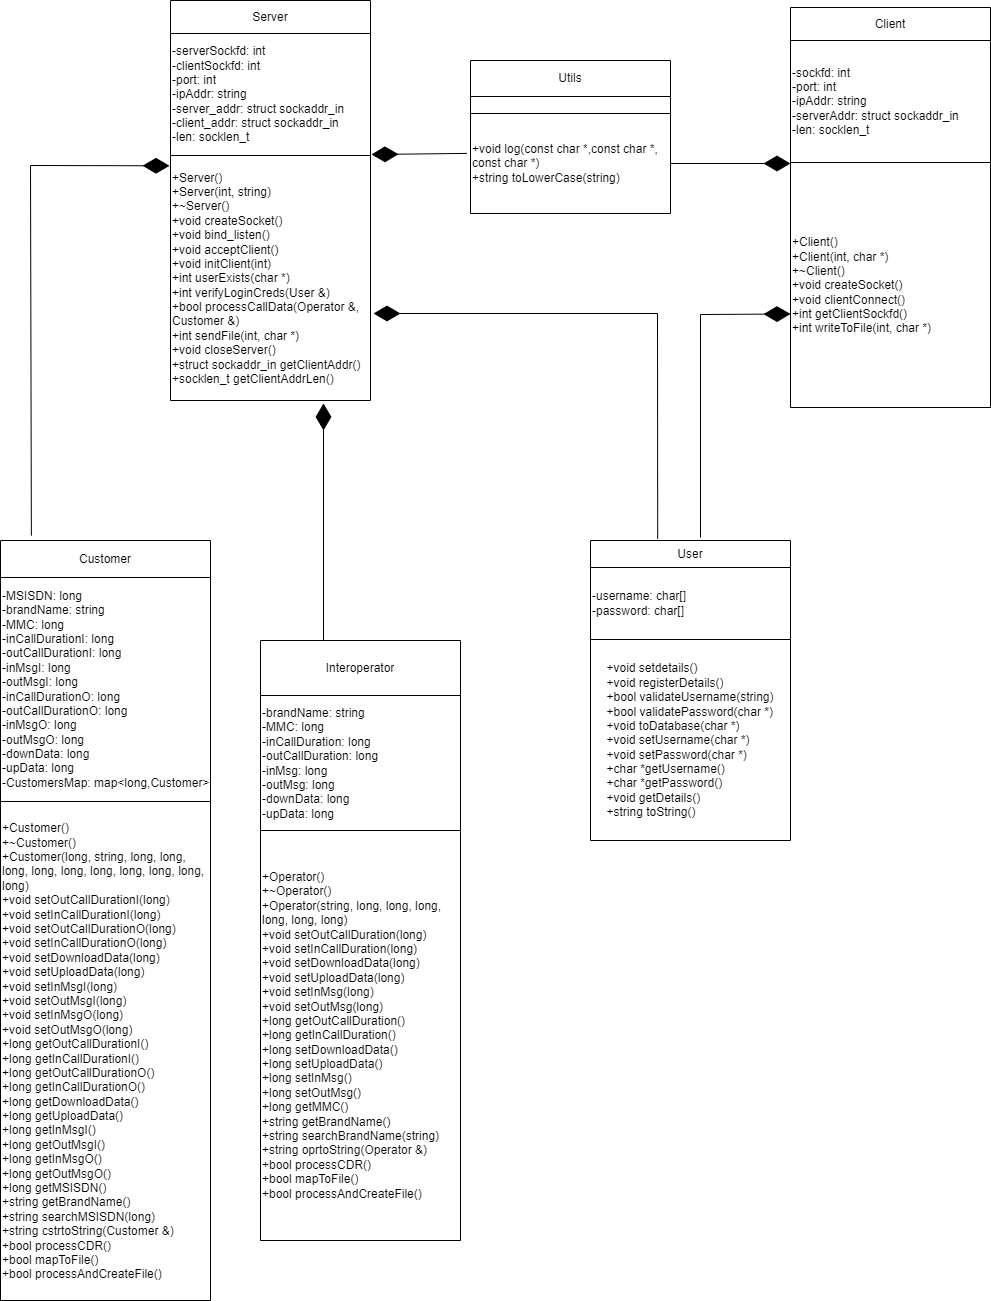 Server
-serverSockfd: int
-clientSockfd: int
-port: int
-ipAddr: string
-server_addr: struct sockaddr_in
-client_addr: struct sockaddr_in
-len: socklen_t
+Server()
+Server(int, string)
+~Server()
+void createSocket()
+void bind_listen()
+void acceptClient()
+void initClient(int)
+int userExists(char *)
+int verifyLoginCreds(User &)
+bool processCallData(Operator &,
Customer &)
+int sendFile(int, char *)
+void closeServer()
+struct sockaddr_in getClientAddr()
+socklen_t getClientAddrLen()
Utils
+void log(const char *,const char *,
const char *)
+string toLowerCase(string)
Client
-sockfd: int
-port: int
-ipAddr: string
-serverAddr: struct sockaddr_in
-len: socklen_t
+Client()
+Client(int, char *)
+~Client()
+void createSocket()
+void clientConnect()
+int getClientSockfd()
+int writeToFile(int, char *)
Customer
-MSISDN: long
-brandName: string
-MMC: long
-inCallDurationI: long
-outCallDurationI: long
-inMsgI: long
-outMsgI: long
-inCallDurationO: long
-outCallDurationO: long
-inMsgO: long
-outMsgO: long
-downData: long
-upData: long
-CustomersMap: map<long,Customer>
+Customer()
+~Customer()
+Customer(long, string, long, long,
long, long, long, long, long, long, long,
long)
+void setOutCallDurationI(long)
+void setInCallDurationI(long)
+void setOutCallDurationO(long)
+void setInCallDurationO(long)
+void setDownloadData(long)
+void setUploadData(long)
+void setInMsgI(long)
+void setOutMsgI(long)
+void setInMsgO(long)
+void setOutMsgO(long)
+long getOutCallDurationI()
+long getInCallDurationI()
+long getOutCallDurationO()
+long getInCallDurationO()
+long getDownloadData()
+long getUploadData()
+long getInMsgI()
+long getOutMsgI()
+long getInMsgO()
+long getOutMsgO()
+long getMSISDN()
+string getBrandName()
+string searchMSISDN(long)
+string cstrtoString(Customer &)
+bool processCDR()
+bool mapToFile()
+bool processAndCreateFile()
Interoperator
-brandName: string
-MMC: long
-inCallDuration: long
-outCallDuration: long
-inMsg: long
-outMsg: long
-downData: long
-upData: long
+Operator()
+~Operator()
+Operator(string, long, long, long,
long, long, long)
+void setOutCallDuration(long)
+void setInCallDuration(long)
+void setDownloadData(long)
+void setUploadData(long)
+void setInMsg(long)
+void setOutMsg(long)
+long getOutCallDuration()
+long getInCallDuration()
+long setDownloadData()
+long setUploadData()
+long setInMsg()
+long setOutMsg()
+long getMMC()
+string getBrandName()
+string searchBrandName(string)
+string oprtoString(Operator &)
+bool processCDR()
+bool mapToFile()
+bool processAndCreateFile()
User
-username: char[]
-password: char[]
+void setdetails()
+void registerDetails()
+bool validateUsername(string)
+bool validatePassword(char *)
+void toDatabase(char *)
+void setUsername(char *)
+void setPassword(char *)
+char *getUsername()
+char *getPassword()
+void getDetails()
+string toString()